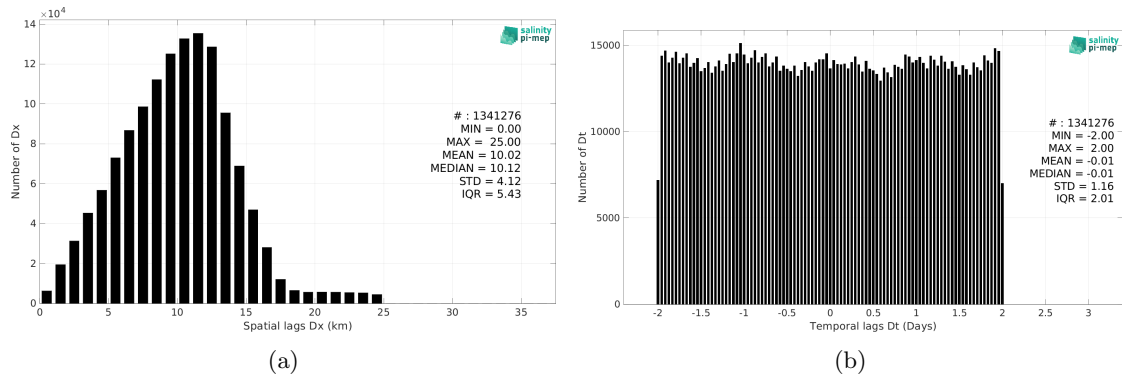 ×10⁴
14
12
10
8
6
4
2
0
Number of Dx
0 5 10 15 20 25 30 35
Spatial lags Dx (km)
salinity
pi-mep
# : 1341276
MIN = 0.00
MAX = 25.00
MEAN = 10.02
MEDIAN = 10.12
STD = 4.12
IQR = 5.43
(a)
15000
10000
5000
0
Number of Dt
-2 -1.5 -1 -0.5 0 0.5 1 1.5 2 2.5 3
Temporal lags Dt (Days)
salinity
pi-mep
# : 1341276
MIN = -2.00
MAX = 2.00
MEAN = -0.01
MEDIAN = -0.01
STD = 1.16
IQR = 2.01
(b)